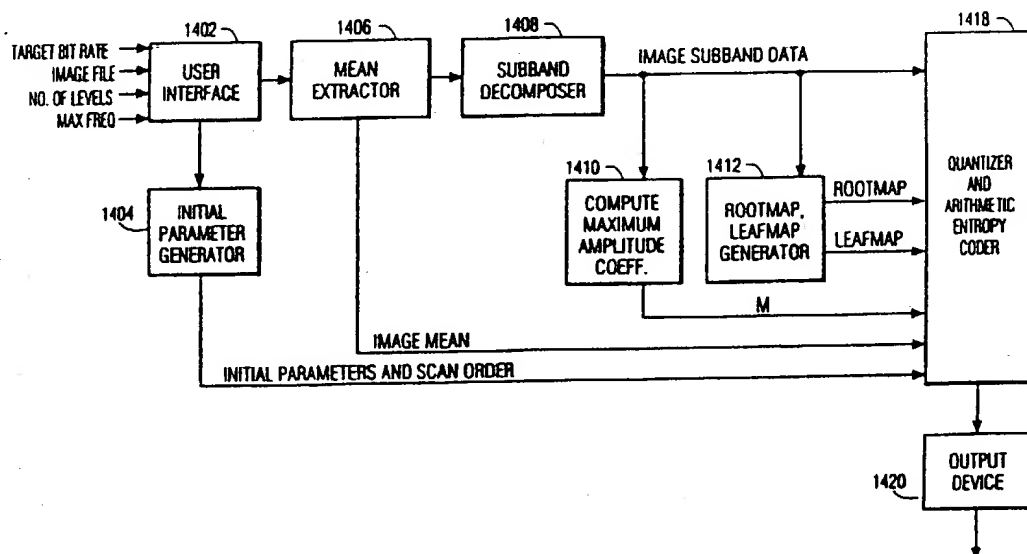 1402
1406
1408
1418
TARGET BIT RATE
IMAGE FILE
NO. OF LEVELS
MAX FREQ
USER
INTERFACE
MEAN
EXTRACTOR
SUBBAND
DECOMPOSER
IMAGE SUBBAND DATA
1404
INITIAL
PARAMETER
GENERATOR
1410
COMPUTE
MAXIMUM
AMPLITUDE
COEFF.
1412
ROOTMAP,
LEAFMAP
GENERATOR
ROOTMAP
LEAFMAP
QUANTIZER
AND
ARITHMETIC
ENTROPY
CODER
M
IMAGE MEAN
INITIAL PARAMETERS AND SCAN ORDER
1420
OUTPUT
DEVICE